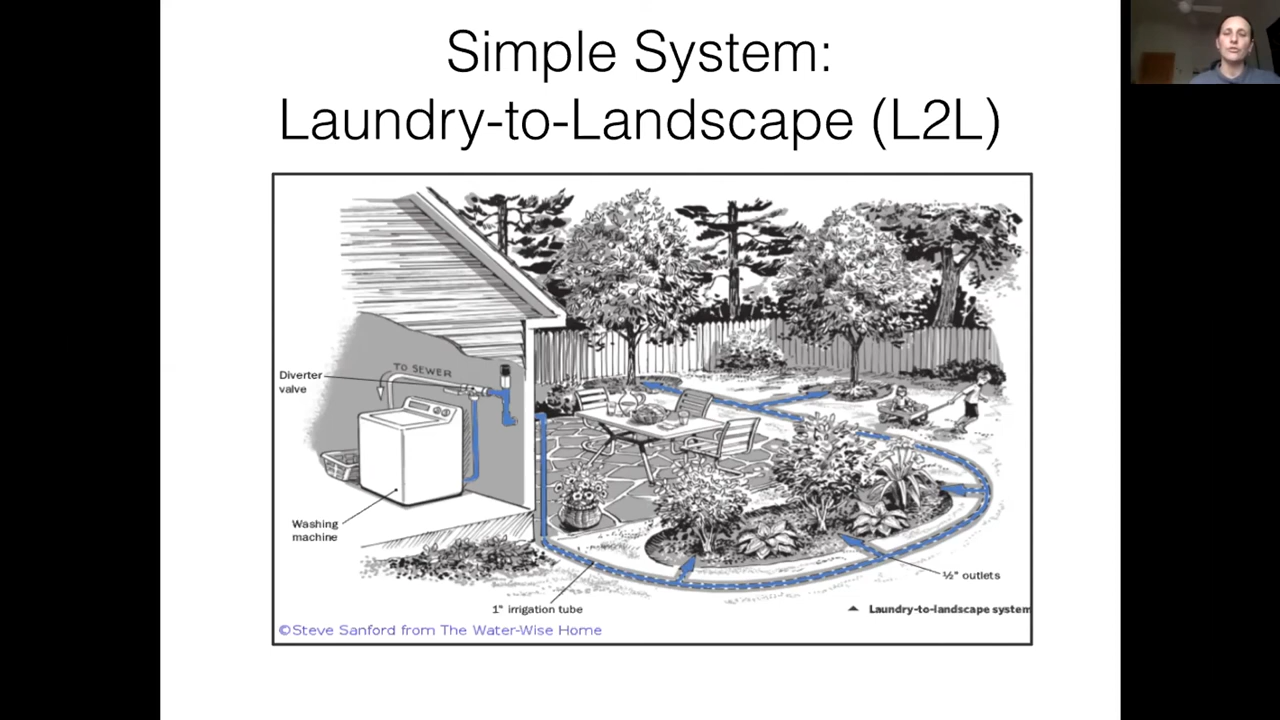 Simple System:
Laundry-to-Landscape (L2L)
TO SEWER
Diverter
valve
Washing
machine
½" outlets
1" irrigation tube
Laundry-to-landscape system
©Steve Sanford from The Water-Wise Home